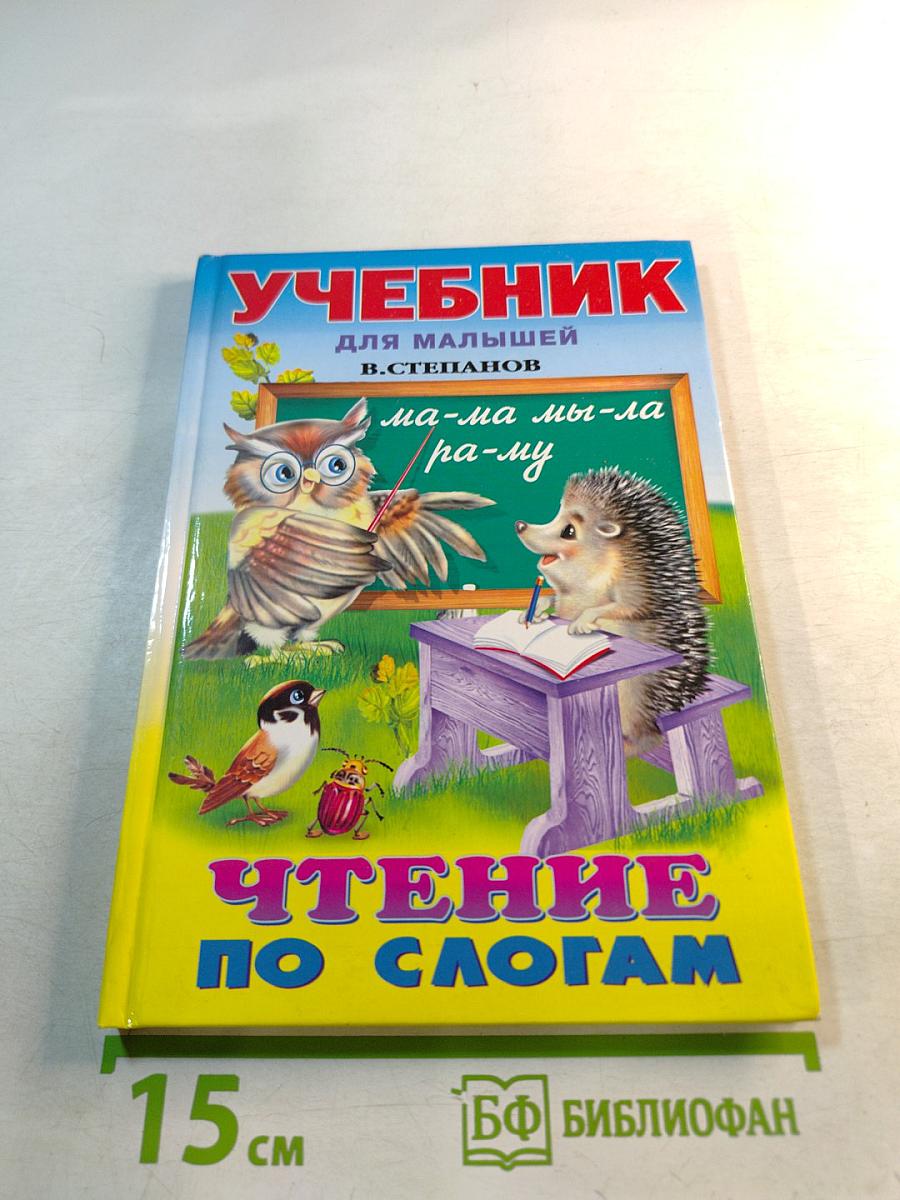 УЧЕБНИК
ДЛЯ МАЛЫШЕЙ
В.СТЕПАНОВ
ма-ма мы-ла
ра-му
ЧТЕНИЕ
ПО СЛОГАМ
15 см
БФ БИБЛИОФАН